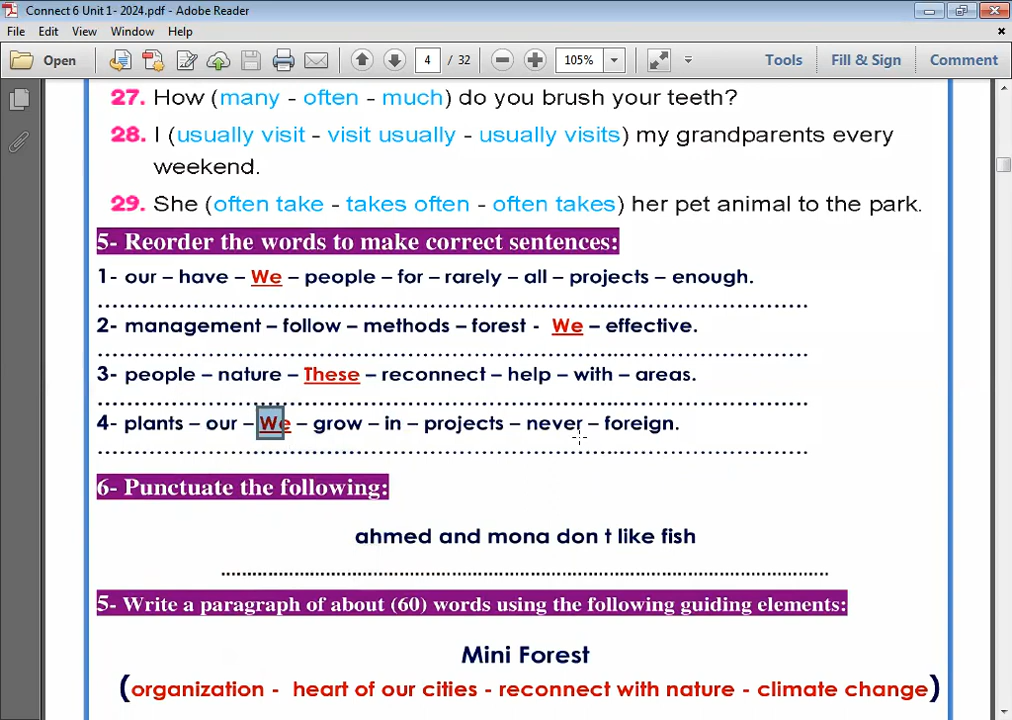 Connect 6 Unit 1- 2024.pdf - Adobe Reader
File Edit View Window Help
Open 4 / 32 105% Tools Fill & Sign Comment
27. How (many - often - much) do you brush your teeth?
28. I (usually visit - visit usually - usually visits) my grandparents every
weekend.
29. She (often take - takes often - often takes) her pet animal to the park.
5- Reorder the words to make correct sentences:
1- our – have – We – people – for – rarely – all – projects – enough.
2- management – follow – methods – forest - We – effective.
3- people – nature – These – reconnect – help – with – areas.
4- plants – our – We – grow – in – projects – never – foreign.
6- Punctuate the following:
ahmed and mona don t like fish
5- Write a paragraph of about (60) words using the following guiding elements:
Mini Forest
(organization - heart of our cities - reconnect with nature - climate change)